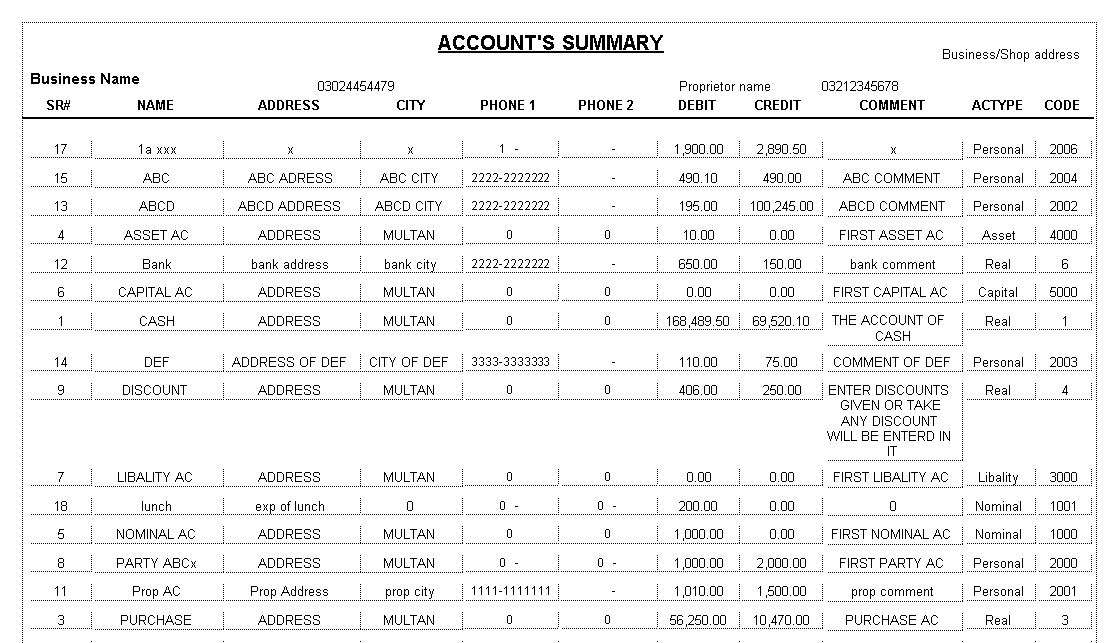 ACCOUNT'S SUMMARY
Business/Shop address
Business Name
03024454479 Proprietor name 03212345678
SR# NAME ADDRESS CITY PHONE 1 PHONE 2 DEBIT CREDIT COMMENT ACTYPE CODE
17 1a xxx x x 1 - - 1,900.00 2,890.50 x Personal 2006
15 ABC ABC ADRESS ABC CITY 2222-2222222 - 490.10 490.00 ABC COMMENT Personal 2004
13 ABCD ABCD ADDRESS ABCD CITY 2222-2222222 - 195.00 100,245.00 ABCD COMMENT Personal 2002
4 ASSET AC ADDRESS MULTAN 0 0 10.00 0.00 FIRST ASSET AC Asset 4000
12 Bank bank address bank city 2222-2222222 - 650.00 150.00 bank comment Real 6
6 CAPITAL AC ADDRESS MULTAN 0 0 0.00 0.00 FIRST CAPITAL AC Capital 5000
1 CASH ADDRESS MULTAN 0 0 168,489.50 69,520.10 THE ACCOUNT OF Real 1
CASH
14 DEF ADDRESS OF DEF CITY OF DEF 3333-3333333 - 110.00 75.00 COMMENT OF DEF Personal 2003
9 DISCOUNT ADDRESS MULTAN 0 0 406.00 250.00 ENTER DISCOUNTS Real 4
GIVEN OR TAKE
ANY DISCOUNT
WILL BE ENTERD IN
IT
7 LIBALITY AC ADDRESS MULTAN 0 0 0.00 0.00 FIRST LIBALITY AC Libality 3000
18 lunch exp of lunch 0 0 - 0 - 200.00 0.00 0 Nominal 1001
5 NOMINAL AC ADDRESS MULTAN 0 0 1,000.00 0.00 FIRST NOMINAL AC Nominal 1000
8 PARTY ABCx ADDRESS MULTAN 0 - 0 - 1,000.00 2,000.00 FIRST PARTY AC Personal 2000
11 Prop AC Prop Address prop city 1111-1111111 - 1,010.00 1,500.00 prop comment Personal 2001
3 PURCHASE ADDRESS MULTAN 0 0 56,250.00 10,470.00 PURCHASE AC Real 3